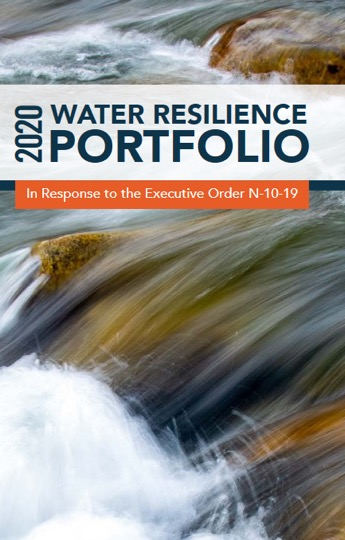 2020
WATER RESILIENCE
PORTFOLIO
In Response to the Executive Order N-10-19